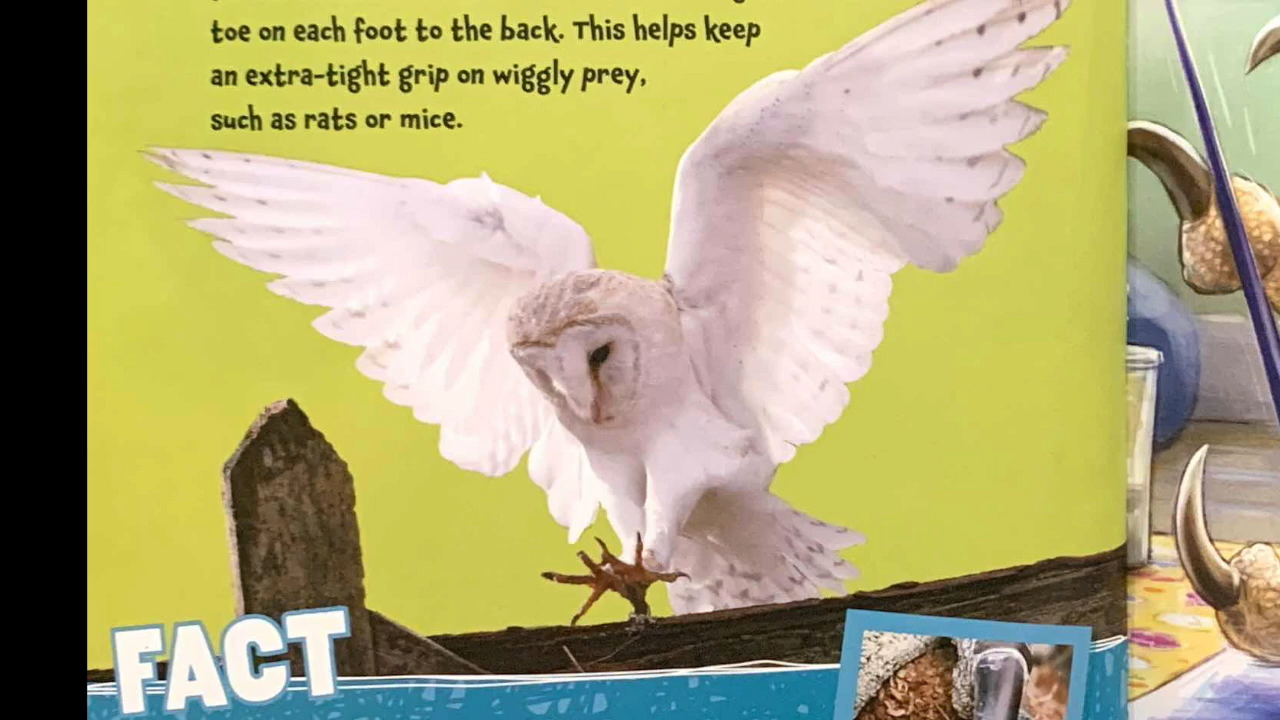 toe on each foot to the back. This helps keep
an extra-tight grip on wiggly prey,
such as rats or mice.
FACT